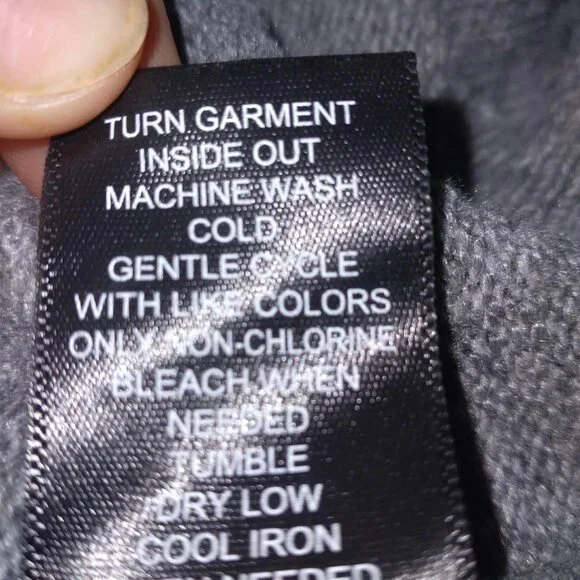 TURN GARMENT
INSIDE OUT
MACHINE WASH
COLD
GENTLE CYCLE
WITH LIKE COLORS
ONLY NON-CHLORINE
BLEACH WHEN
NEEDED
TUMBLE
DRY LOW
COOL IRON
NEEDED